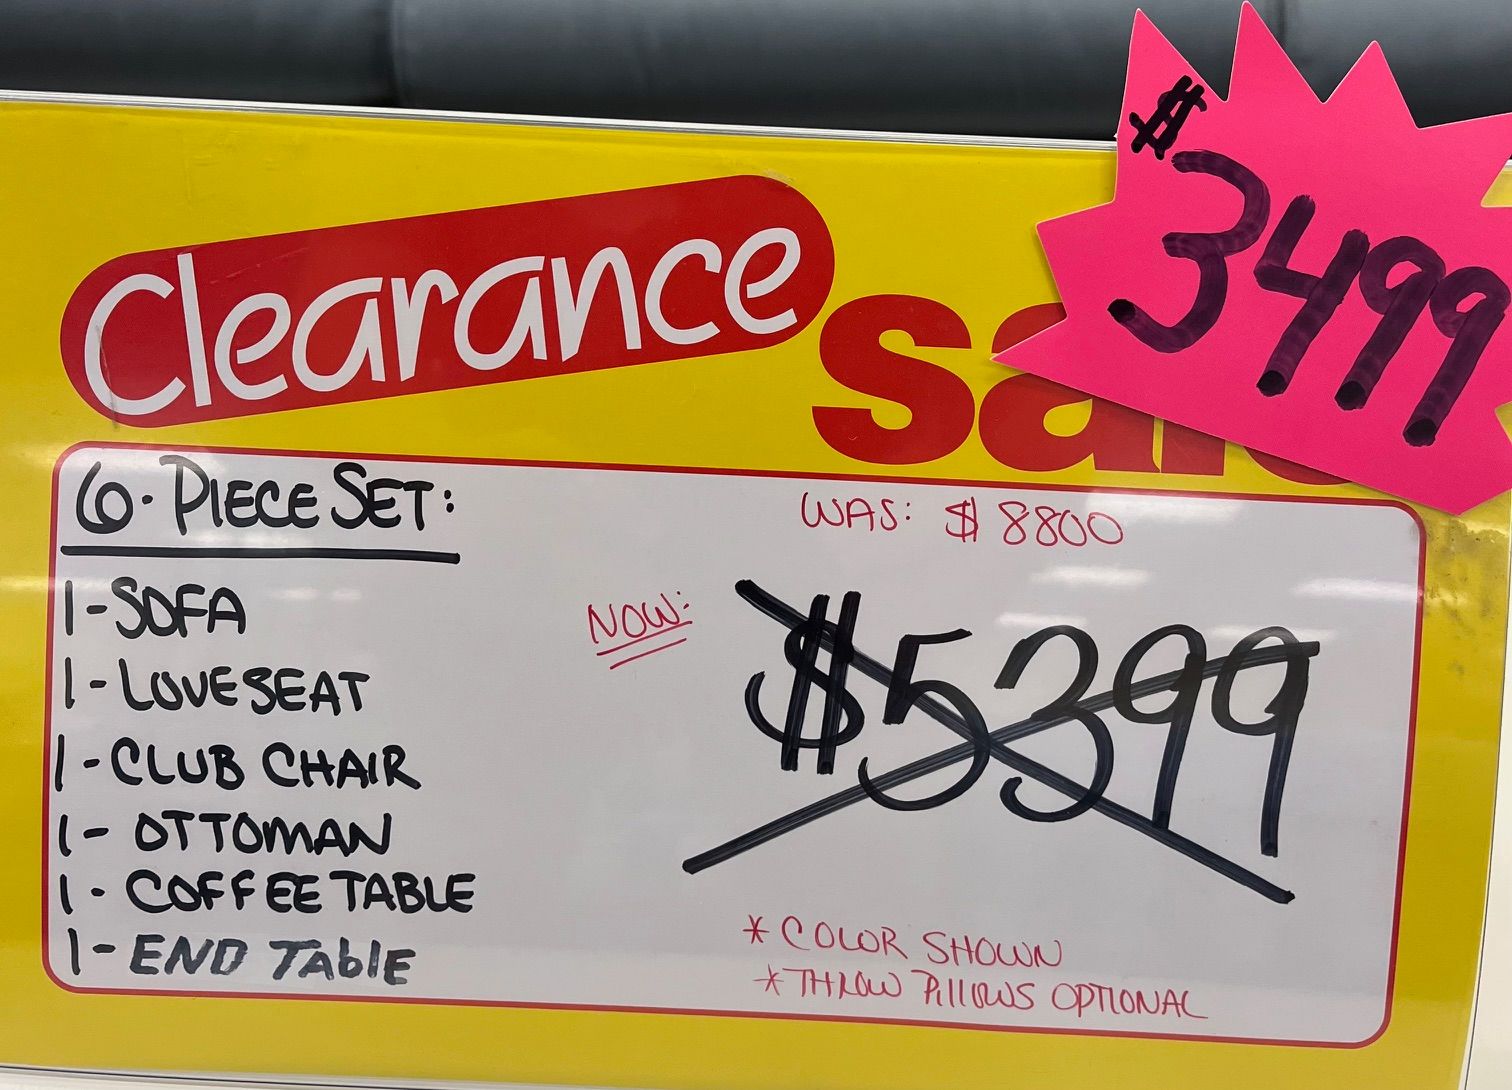 $3499
Clearance
sale
6-PIECE SET:
1-SOFA
1-LOVESEAT
1-CLUB CHAIR
1-OTTOMAN
1-COFFEE TABLE
1-END TAblE
WAS: $8800
NOW:
$5399
*COLOR SHOWN
*THROW PillOWS OPTIONAL